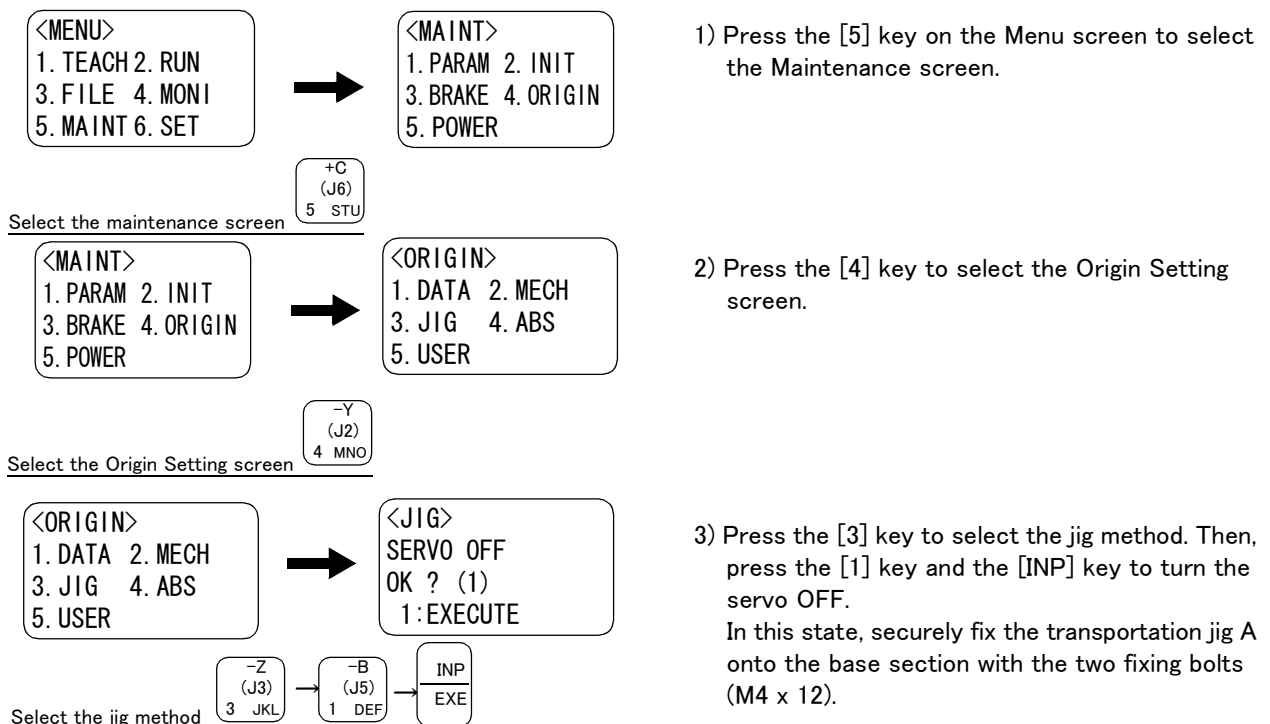 <MENU>
1. TEACH 2. RUN
3. FILE 4. MONI
5. MAINT 6. SET
<MAINT>
1. PARAM 2. INIT
3. BRAKE 4. ORIGIN
5. POWER
1) Press the [5] key on the Menu screen to select
the Maintenance screen.
Select the maintenance screen
+C
(J6)
5 STU
<MAINT>
1. PARAM 2. INIT
3. BRAKE 4. ORIGIN
5. POWER
<ORIGIN>
1. DATA 2. MECH
3. JIG 4. ABS
5. USER
2) Press the [4] key to select the Origin Setting
screen.
Select the Origin Setting screen
-Y
(J2)
4 MNO
<ORIGIN>
1. DATA 2. MECH
3. JIG 4. ABS
5. USER
<JIG>
SERVO OFF
OK ? (1)
1:EXECUTE
3) Press the [3] key to select the jig method. Then,
press the [1] key and the [INP] key to turn the
servo OFF.
In this state, securely fix the transportation jig A
onto the base section with the two fixing bolts
(M4 x 12).
Select the jig method
-Z
(J3)
3 JKL
→
-B
(J5)
1 DEF
→
INP
EXE